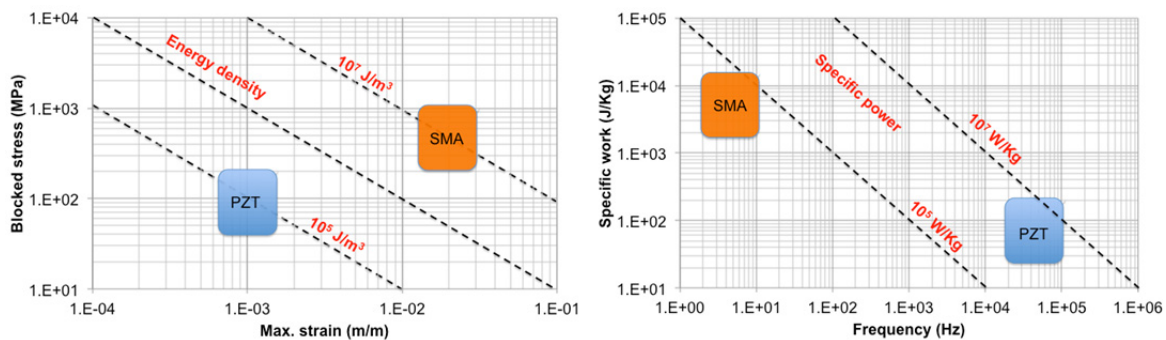 1.E+04
1.E+03
1.E+02
1.E+01
Blocked stress (MPa)
Energy density
10⁷ J/m³
SMA
PZT
10⁵ J/m³
1.E-04
1.E-03
1.E-02
1.E-01
Max. strain (m/m)
1.E+05
1.E+04
1.E+03
1.E+02
1.E+01
Specific work (J/Kg)
SMA
Specific power
10⁷ W/Kg
10⁵ W/Kg
PZT
1.E+00
1.E+01
1.E+02
1.E+03
1.E+04
1.E+05
1.E+06
Frequency (Hz)